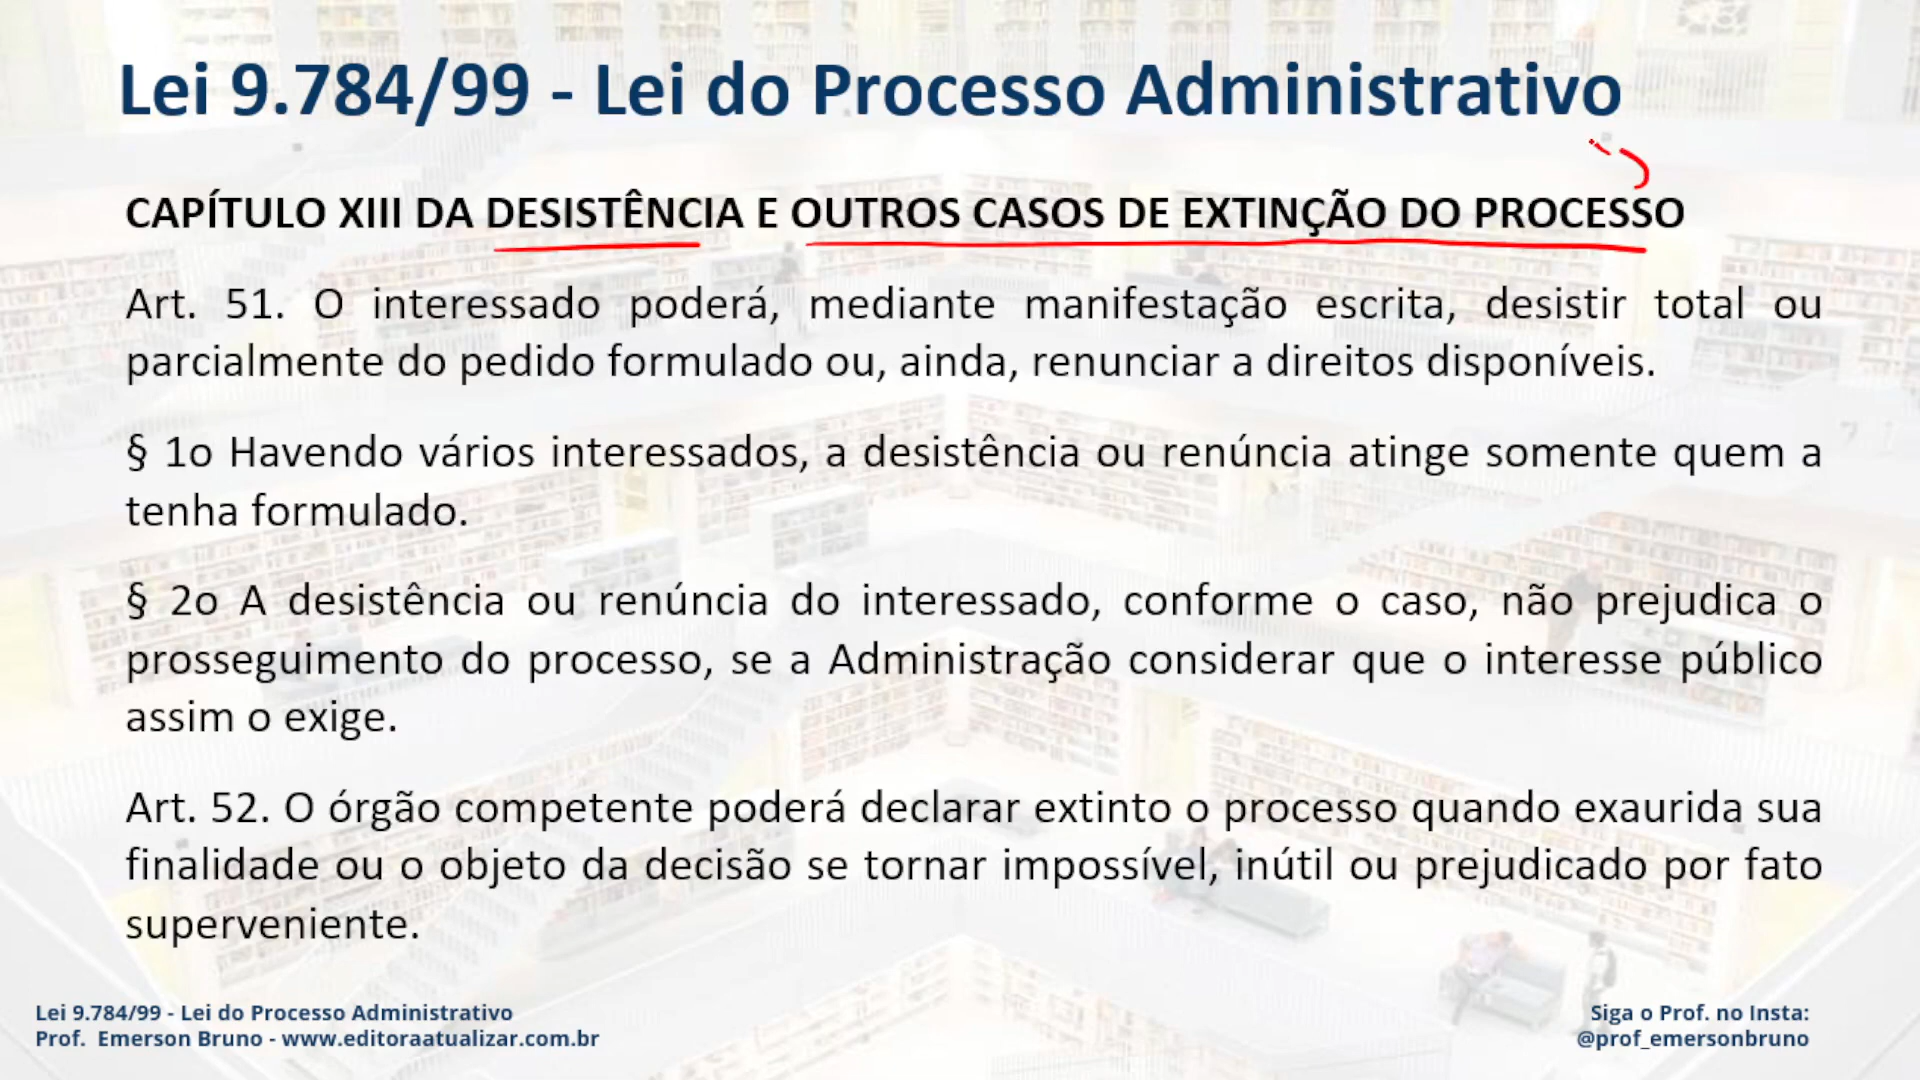 Lei 9.784/99 - Lei do Processo Administrativo
CAPÍTULO XIII DA DESISTÊNCIA E OUTROS CASOS DE EXTINÇÃO DO PROCESSO
Art. 51. O interessado poderá, mediante manifestação escrita, desistir total ou
parcialmente do pedido formulado ou, ainda, renunciar a direitos disponíveis.
§ 1o Havendo vários interessados, a desistência ou renúncia atinge somente quem a
tenha formulado.
§ 2o A desistência ou renúncia do interessado, conforme o caso, não prejudica o
prosseguimento do processo, se a Administração considerar que o interesse público
assim o exige.
Art. 52. O órgão competente poderá declarar extinto o processo quando exaurida sua
finalidade ou o objeto da decisão se tornar impossível, inútil ou prejudicado por fato
superveniente.
Lei 9.784/99 - Lei do Processo Administrativo
Prof. Emerson Bruno - www.editoraatualizar.com.br
Siga o Prof. no Insta:
@prof_emersonbruno